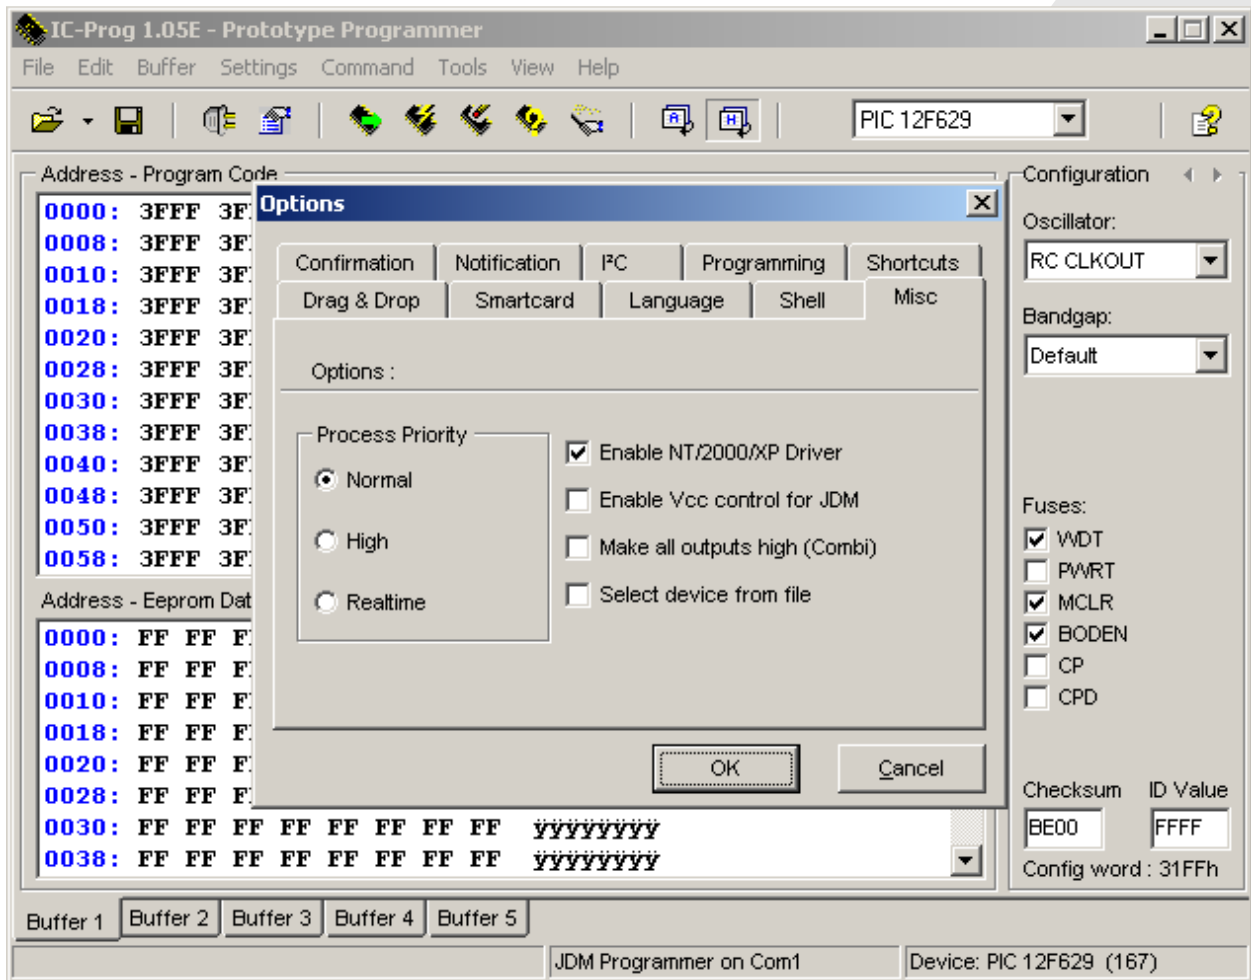 IC-Prog 1.05E - Prototype Programmer
File Edit Buffer Settings Command Tools View Help
PIC 12F629
Address - Program Code
0000: 3FFF
0008: 3FFF
0010: 3FFF
0018: 3FFF
0020: 3FFF
0028: 3FFF
0030: 3FFF
0038: 3FFF
0040: 3FFF
0048: 3FFF
0050: 3FFF
0058: 3FFF
Options
Confirmation Notification I²C Programming Shortcuts
Drag & Drop Smartcard Language Shell Misc
Options :
Process Priority
Normal
High
Realtime
Enable NT/2000/XP Driver
Enable Vcc control for JDM
Make all outputs high (Combi)
Select device from file
OK Cancel
Address - Eeprom Dat
0000: FF FF
0008: FF FF
0010: FF FF
0018: FF FF
0020: FF FF
0028: FF FF
0030: FF FF FF FF FF FF FF FF ÿÿÿÿÿÿÿÿ
0038: FF FF FF FF FF FF FF FF ÿÿÿÿÿÿÿÿ
Configuration
Oscillator:
RC CLKOUT
Bandgap:
Default
Fuses:
WDT
PWRT
MCLR
BODEN
CP
CPD
Checksum ID Value
BE00 FFFF
Config word : 31FFh
Buffer 1 Buffer 2 Buffer 3 Buffer 4 Buffer 5
JDM Programmer on Com1 Device: PIC 12F629 (167)